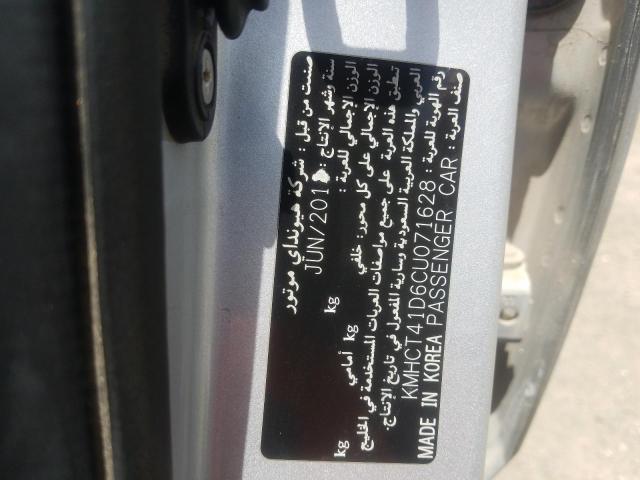 صنعت من قبل : شركة هيونداي موتور
سنة وشهر الإنتاج : JUN/201
الوزن الإجمالي للعربة : kg
الوزن الإجمالي على كل محور: خلفي kg أمامي kg
تنطبق هذه العربة على جميع مواصفات العربات المستخدمة في الخليج
العربي والمملكة العربية السعودية وسارية المفعول في تاريخ الإنتاج.
رقم الهوية للعربة : KMHCT41D6CU071628
صنف العربة : PASSENGER CAR
MADE IN KOREA